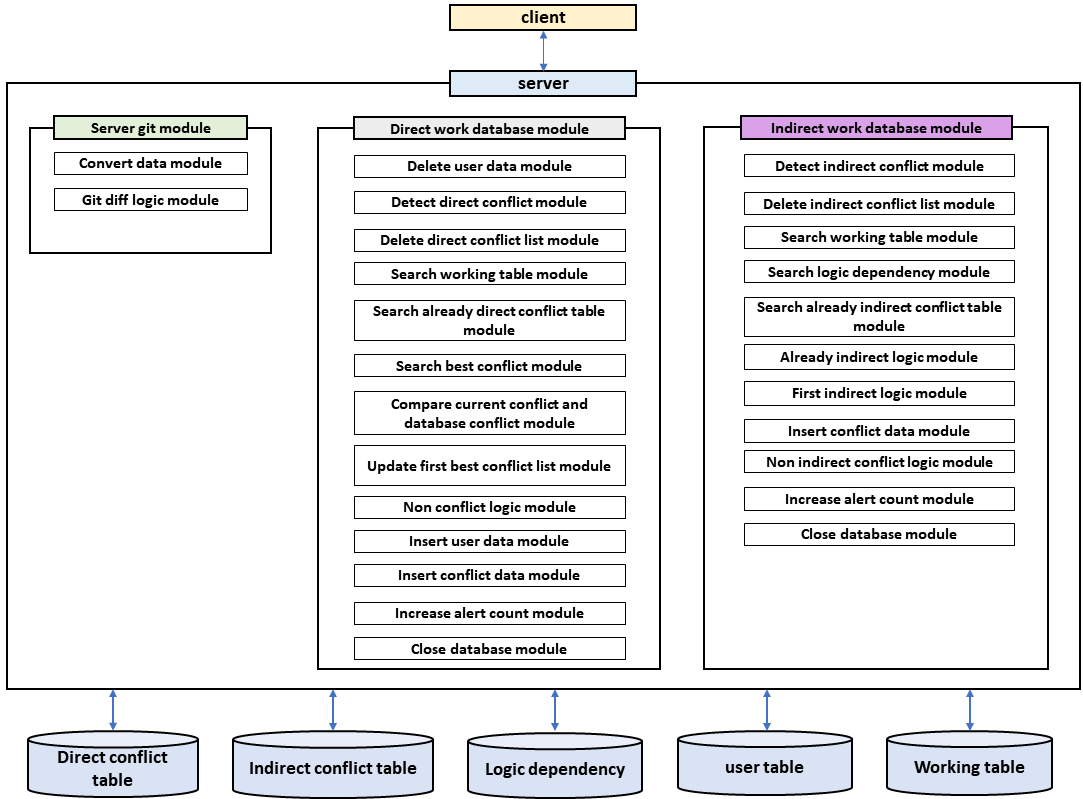 client
server
Server git module
Convert data module
Git diff logic module
Direct work database module
Delete user data module
Detect direct conflict module
Delete direct conflict list module
Search working table module
Search already direct conflict table
module
Search best conflict module
Compare current conflict and
database conflict module
Update first best conflict list module
Non conflict logic module
Insert user data module
Insert conflict data module
Increase alert count module
Close database module
Indirect work database module
Detect indirect conflict module
Delete indirect conflict list module
Search working table module
Search logic dependency module
Search already indirect conflict table
module
Already indirect logic module
First indirect logic module
Insert conflict data module
Non indirect conflict logic module
Increase alert count module
Close database module
Direct conflict
table
Indirect conflict table
Logic dependency
user table
Working table